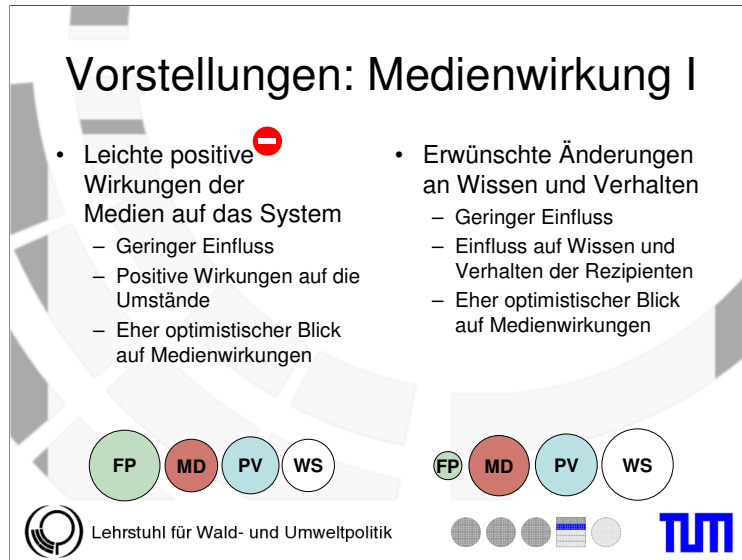 Vorstellungen: Medienwirkung I
• Leichte positive
Wirkungen der
Medien auf das System
– Geringer Einfluss
– Positive Wirkungen auf die
Umstände
– Eher optimistischer Blick
auf Medienwirkungen
• Erwünschte Änderungen
an Wissen und Verhalten
– Geringer Einfluss
– Einfluss auf Wissen und
Verhalten der Rezipienten
– Eher optimistischer Blick
auf Medienwirkungen
FP MD PV WS
FP MD PV WS
Lehrstuhl für Wald- und Umweltpolitik
TUM